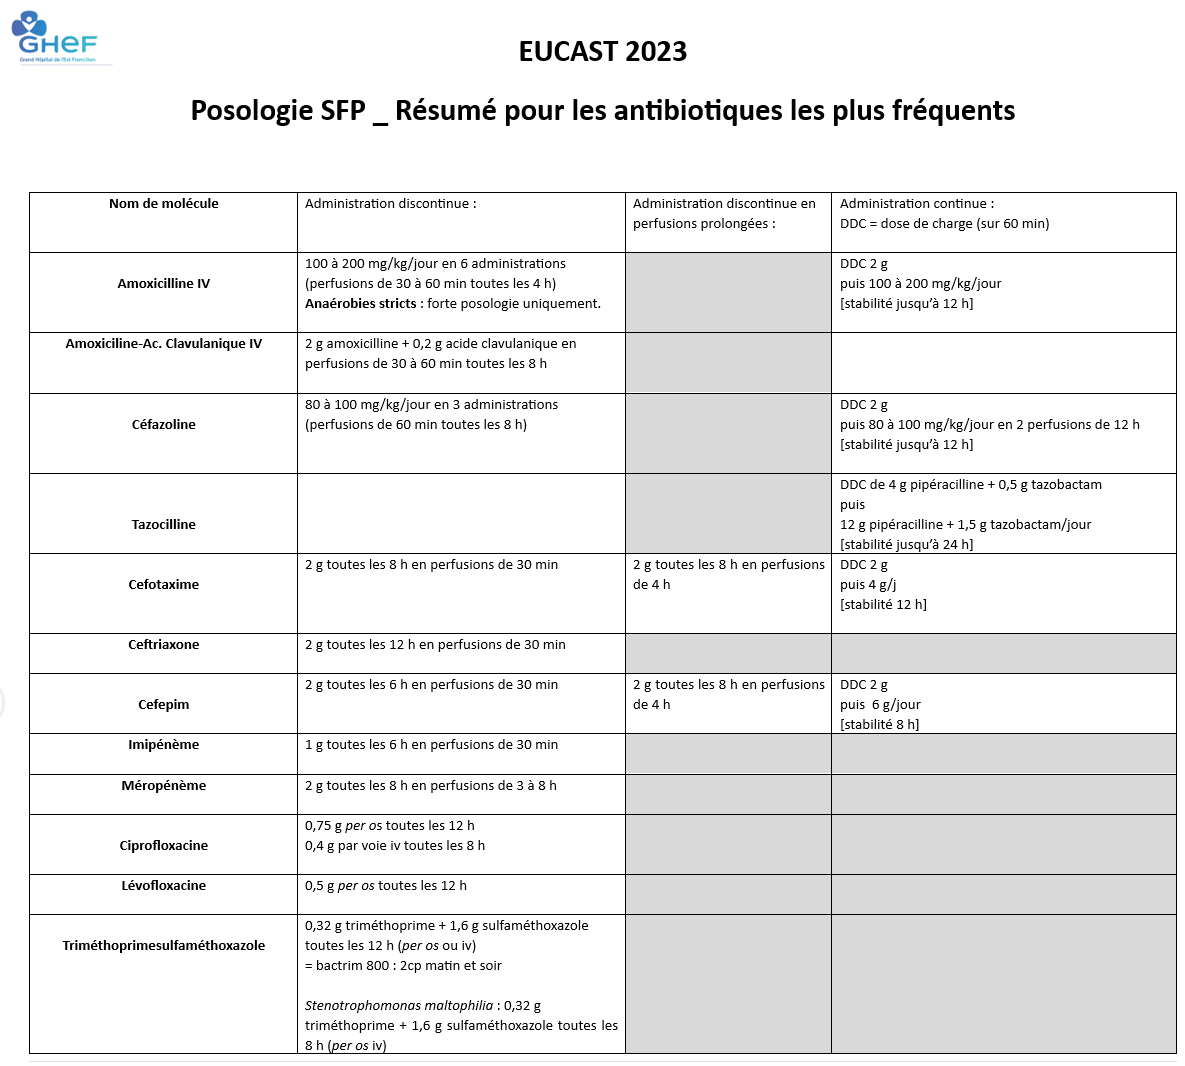 GHEF
Grand Hôpital de l'Est Francilien
EUCAST 2023
Posologie SFP _ Résumé pour les antibiotiques les plus fréquents
Nom de molécule
Administration discontinue :
Administration discontinue en
perfusions prolongées :
Administration continue :
DDC = dose de charge (sur 60 min)
Amoxicilline IV
100 à 200 mg/kg/jour en 6 administrations
(perfusions de 30 à 60 min toutes les 4 h)
Anaérobies stricts : forte posologie uniquement.
DDC 2 g
puis 100 à 200 mg/kg/jour
[stabilité jusqu'à 12 h]
Amoxiciline-Ac. Clavulanique IV
2 g amoxicilline + 0,2 g acide clavulanique en
perfusions de 30 à 60 min toutes les 8 h
Céfazoline
80 à 100 mg/kg/jour en 3 administrations
(perfusions de 60 min toutes les 8 h)
DDC 2 g
puis 80 à 100 mg/kg/jour en 2 perfusions de 12 h
[stabilité jusqu'à 12 h]
Tazocilline
DDC de 4 g pipéracilline + 0,5 g tazobactam
puis
12 g pipéracilline + 1,5 g tazobactam/jour
[stabilité jusqu'à 24 h]
Cefotaxime
2 g toutes les 8 h en perfusions de 30 min
2 g toutes les 8 h en perfusions
de 4 h
DDC 2 g
puis 4 g/j
[stabilité 12 h]
Ceftriaxone
2 g toutes les 12 h en perfusions de 30 min
Cefepim
2 g toutes les 6 h en perfusions de 30 min
2 g toutes les 8 h en perfusions
de 4 h
DDC 2 g
puis 6 g/jour
[stabilité 8 h]
Imipénème
1 g toutes les 6 h en perfusions de 30 min
Méropénème
2 g toutes les 8 h en perfusions de 3 à 8 h
Ciprofloxacine
0,75 g per os toutes les 12 h
0,4 g par voie iv toutes les 8 h
Lévofloxacine
0,5 g per os toutes les 12 h
Triméthoprimesulfaméthoxazole
0,32 g triméthoprime + 1,6 g sulfaméthoxazole
toutes les 12 h (per os ou iv)
= bactrim 800 : 2cp matin et soir
Stenotrophomonas maltophilia : 0,32 g
triméthoprime + 1,6 g sulfaméthoxazole toutes les
8 h (per os iv)